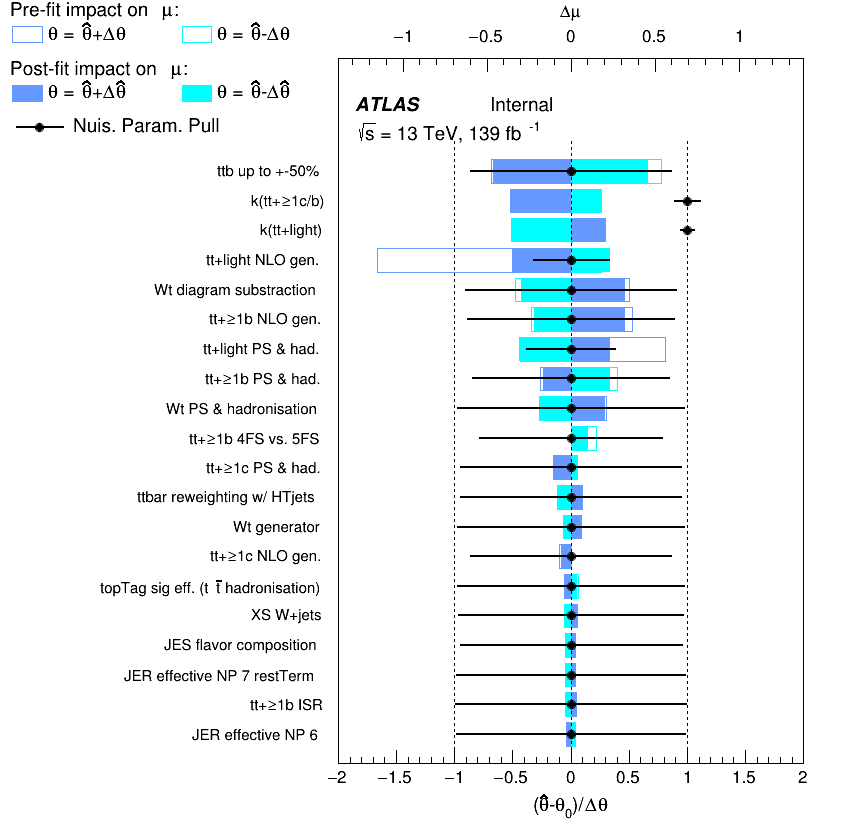 Pre-fit impact on μ:
θ = θ̂+Δθ θ = θ̂-Δθ
Post-fit impact on μ:
θ = θ̂+Δθ̂ θ = θ̂-Δθ̂
Nuis. Param. Pull
Δμ
−1 −0.5 0 0.5 1
ATLAS Internal
√s = 13 TeV, 139 fb⁻¹
ttb up to +-50%
k(tt+≥1c/b)
k(tt+light)
tt+light NLO gen.
Wt diagram substraction
tt+≥1b NLO gen.
tt+light PS & had.
tt+≥1b PS & had.
Wt PS & hadronisation
tt+≥1b 4FS vs. 5FS
tt+≥1c PS & had.
ttbar reweighting w/ HTjets
Wt generator
tt+≥1c NLO gen.
topTag sig eff. (t t̄ hadronisation)
XS W+jets
JES flavor composition
JER effective NP 7 restTerm
tt+≥1b ISR
JER effective NP 6
−2 −1.5 −1 −0.5 0 0.5 1 1.5 2
(θ̂-θ₀)/Δθ